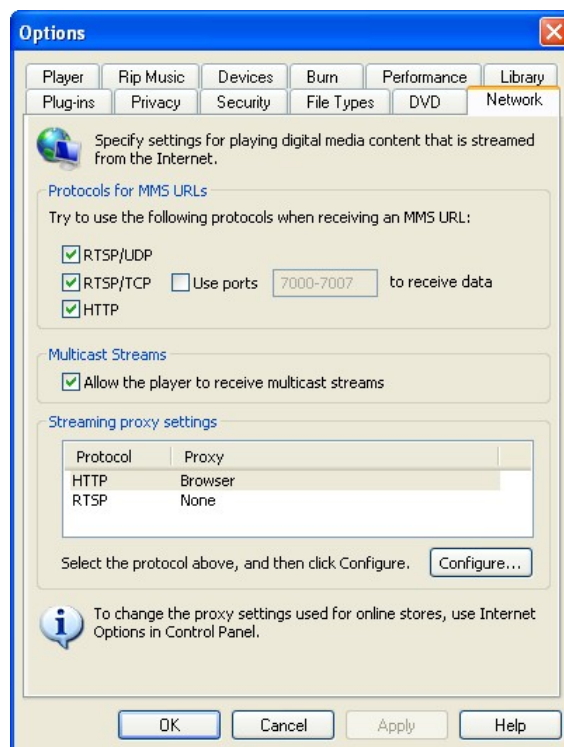 Options
Player Rip Music Devices Burn Performance Library
Plug-ins Privacy Security File Types DVD Network
Specify settings for playing digital media content that is streamed
from the Internet.
Protocols for MMS URLs
Try to use the following protocols when receiving an MMS URL:
RTSP/UDP
RTSP/TCP Use ports 7000-7007 to receive data
HTTP
Multicast Streams
Allow the player to receive multicast streams
Streaming proxy settings
Protocol Proxy
HTTP Browser
RTSP None
Select the protocol above, and then click Configure. Configure...
To change the proxy settings used for online stores, use Internet
Options in Control Panel.
OK Cancel Apply Help